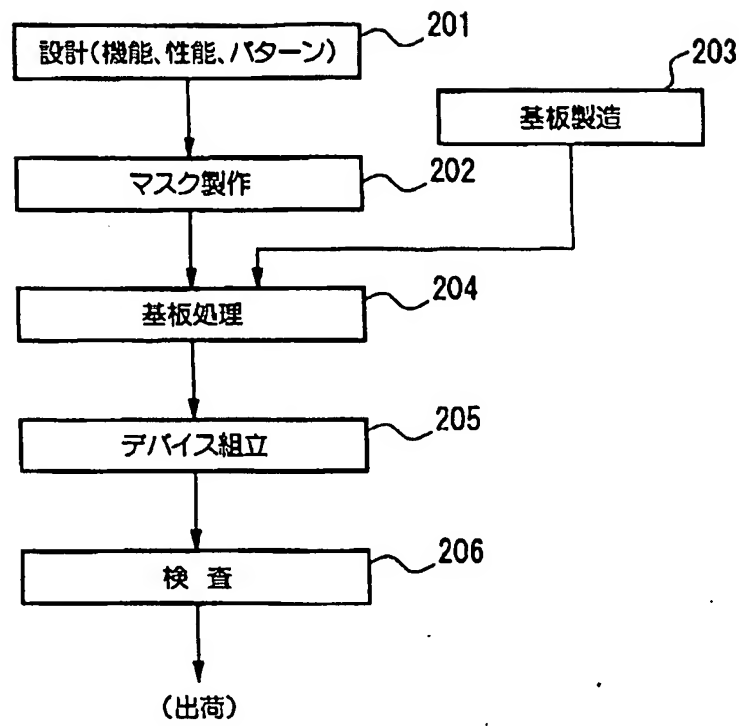 設計(機能、性能、パターン)
201
203
基板製造
マスク製作
202
基板処理
204
デバイス組立
205
検 査
206
(出荷)